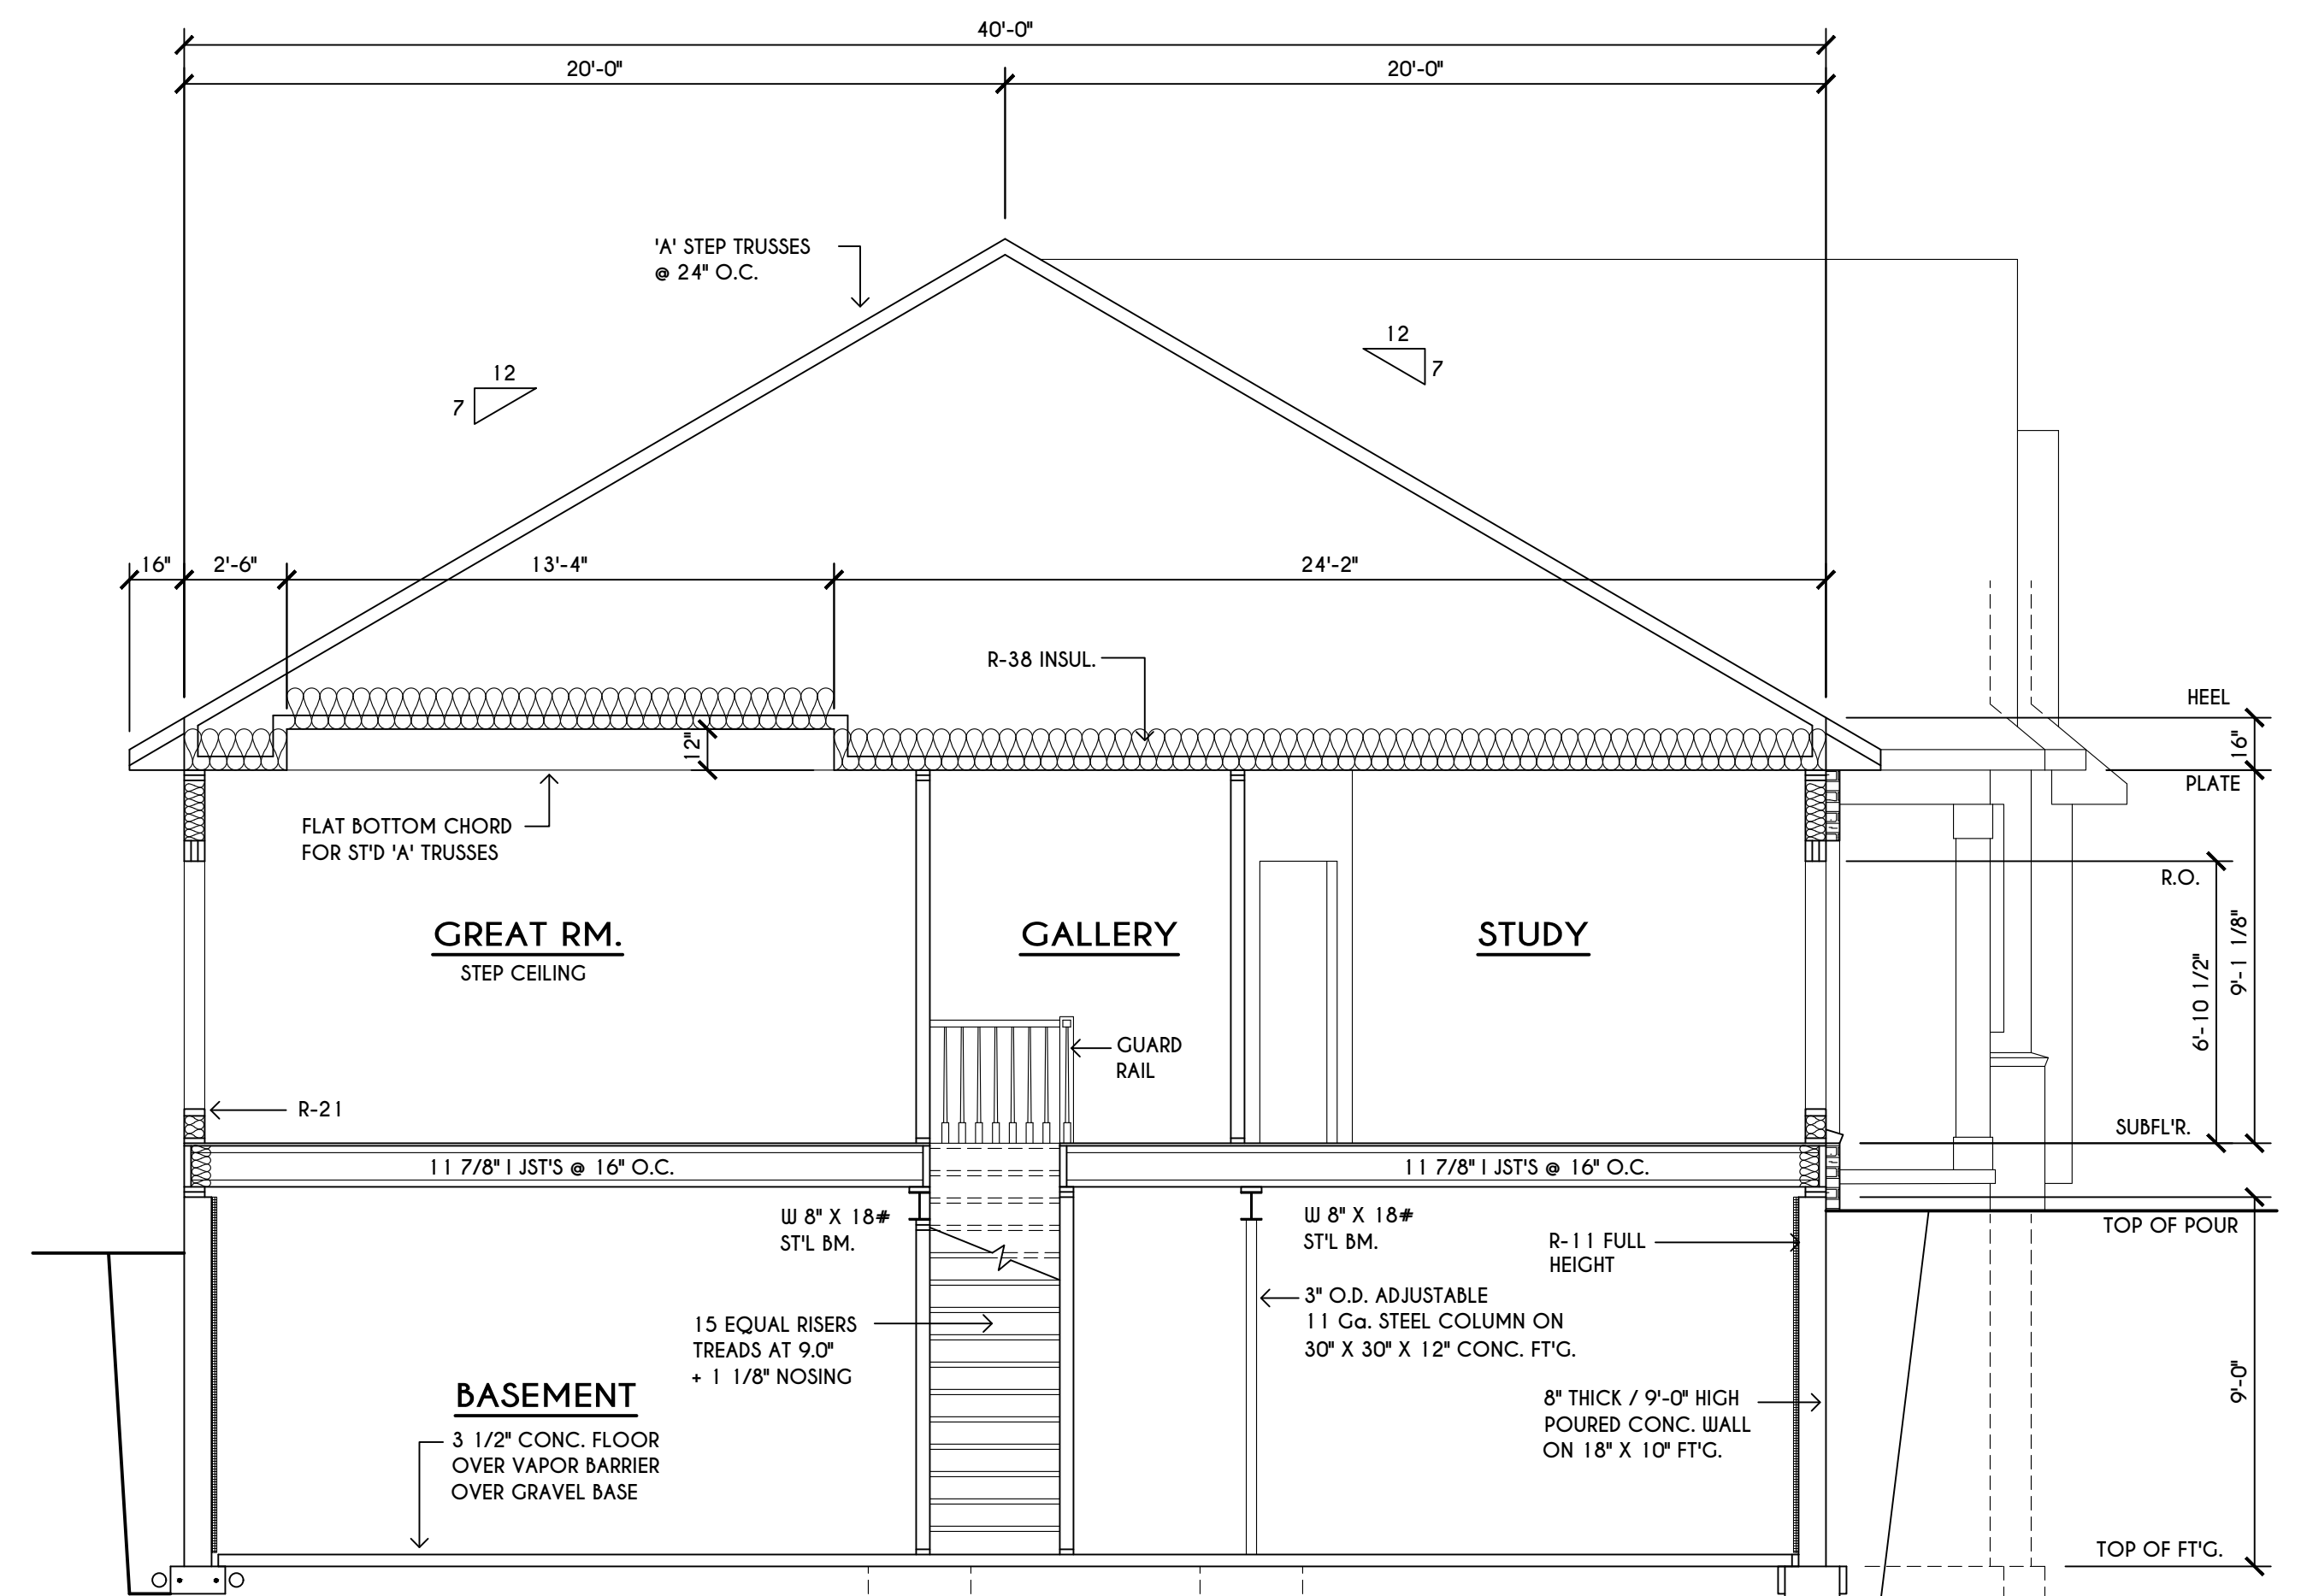 40'-0"
20'-0"
20'-0"
'A' STEP TRUSSES
@ 24" O.C.
12
7
12
7
16"
2'-6"
13'-4"
24'-2"
R-38 INSUL.
HEEL
12"
16"
PLATE
FLAT BOTTOM CHORD
FOR ST'D 'A' TRUSSES
R.O.
GREAT RM.
STEP CEILING
GALLERY
STUDY
6'-10 1/2"
9'-1 1/8"
GUARD
RAIL
R-21
SUBFL'R.
11 7/8" I JST'S @ 16" O.C.
11 7/8" I JST'S @ 16" O.C.
W 8" X 18#
ST'L BM.
W 8" X 18#
ST'L BM.
TOP OF POUR
R-11 FULL
HEIGHT
15 EQUAL RISERS
TREADS AT 9.0"
+ 1 1/8" NOSING
3" O.D. ADJUSTABLE
11 Ga. STEEL COLUMN ON
30" X 30" X 12" CONC. FT'G.
BASEMENT
3 1/2" CONC. FLOOR
OVER VAPOR BARRIER
OVER GRAVEL BASE
8" THICK / 9'-0" HIGH
POURED CONC. WALL
ON 18" X 10" FT'G.
9'-0"
TOP OF FT'G.